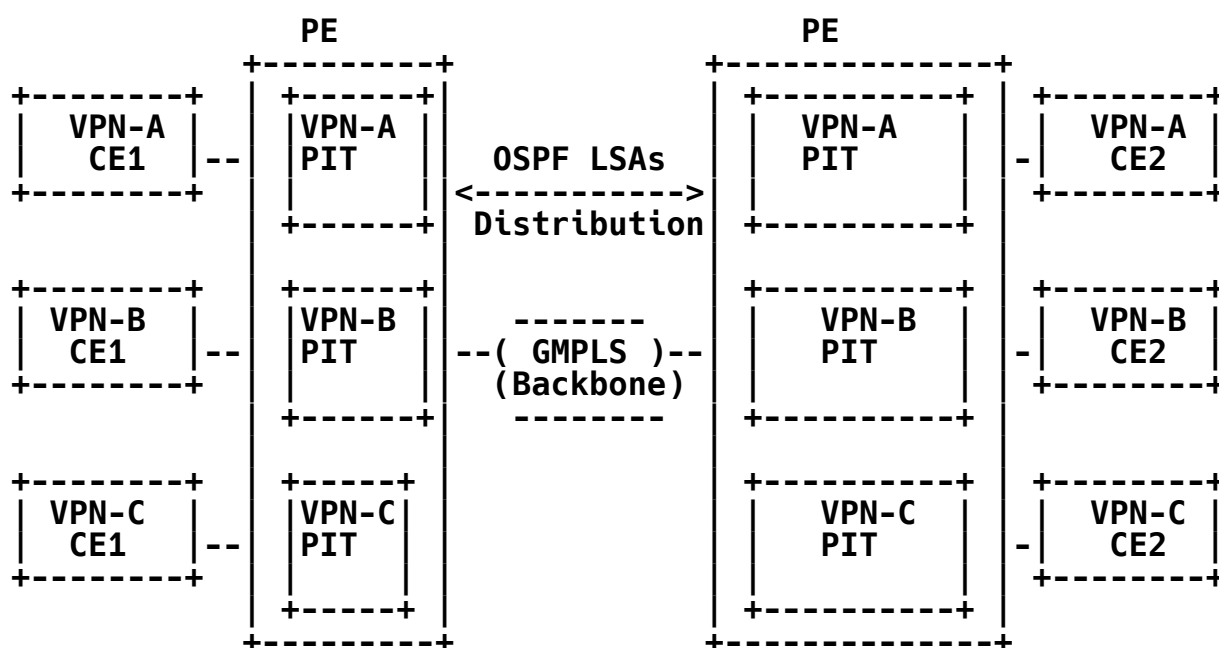 PE PE
VPN-A VPN-A VPN-A VPN-A
CE1 -- PIT OSPF LSAs PIT - CE2
<----------->
Distribution
VPN-B VPN-B ------- VPN-B VPN-B
CE1 -- PIT --( GMPLS )-- PIT - CE2
(Backbone)
--------
VPN-C VPN-C VPN-C VPN-C
CE1 -- PIT PIT - CE2